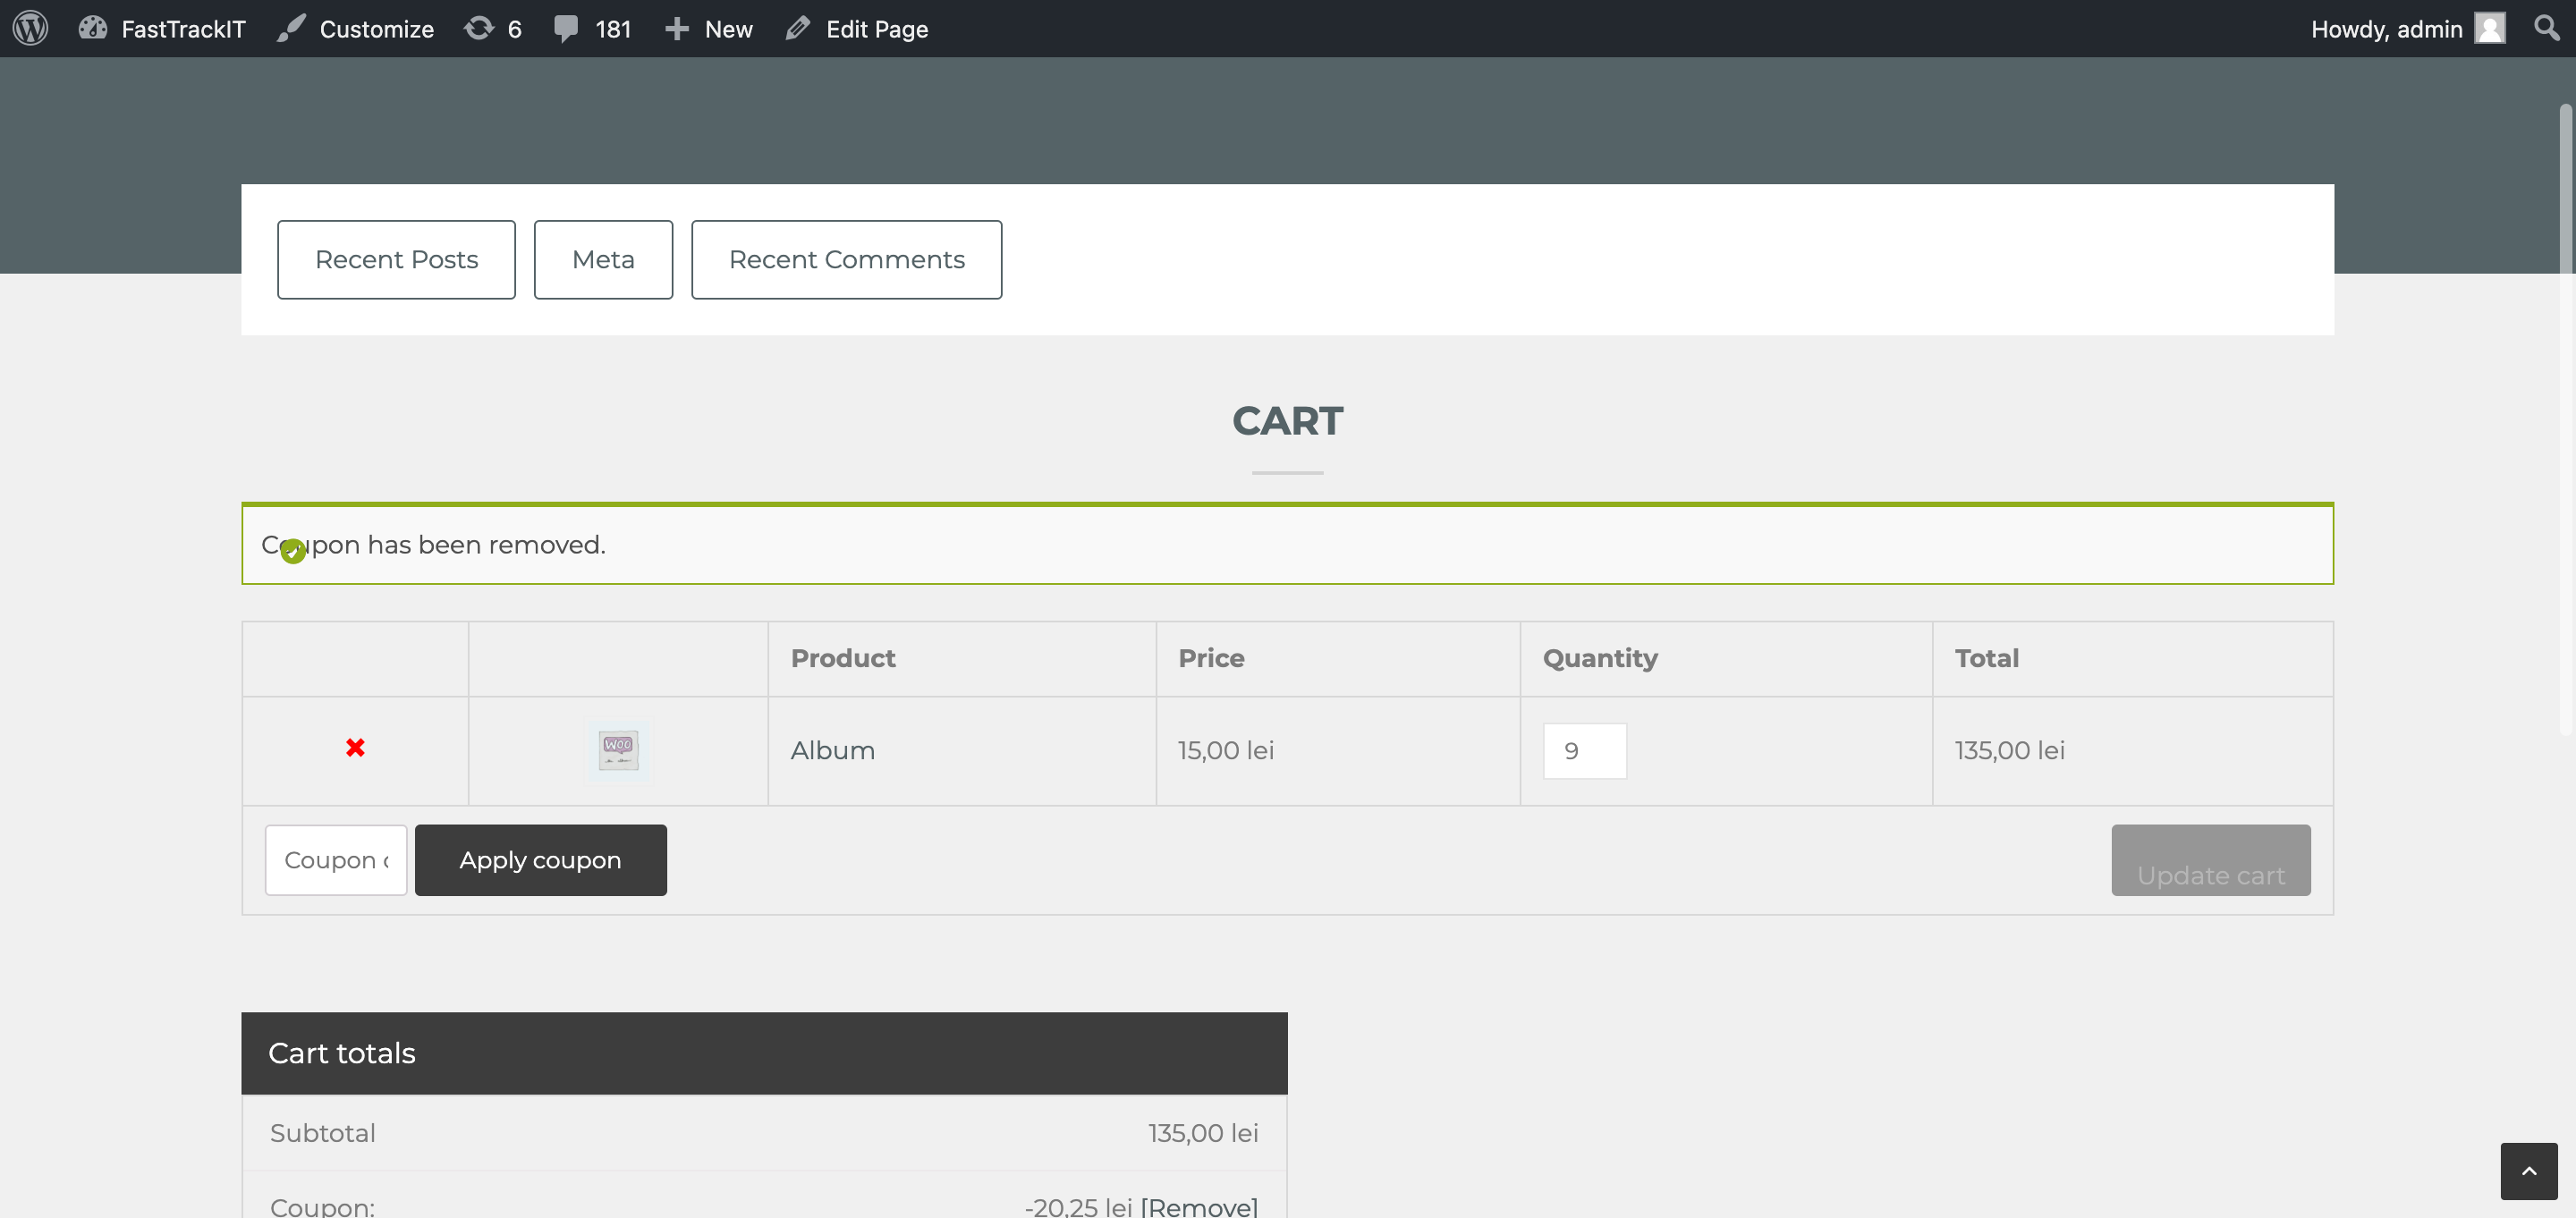 FastTrackIT Customize 6 181 New Edit Page Howdy, admin
Recent Posts Meta Recent Comments
CART
Coupon has been removed.
Product Price Quantity Total
WOO
Album 15,00 lei 9 135,00 lei
Coupon c Apply coupon Update cart
Cart totals
Subtotal 135,00 lei
Coupon: -20,25 lei [Remove]